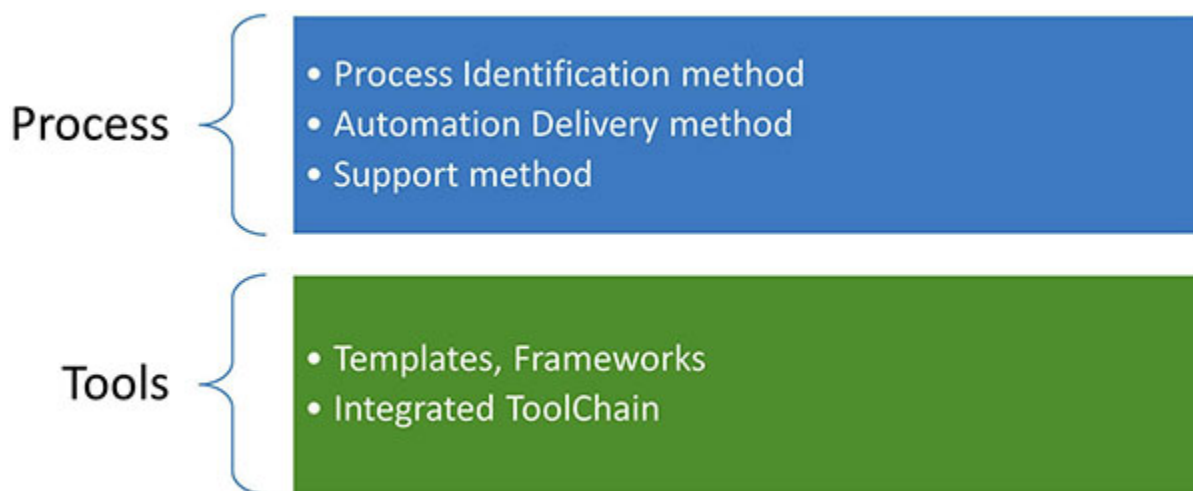 Process
• Process Identification method
• Automation Delivery method
• Support method
Tools
• Templates, Frameworks
• Integrated ToolChain